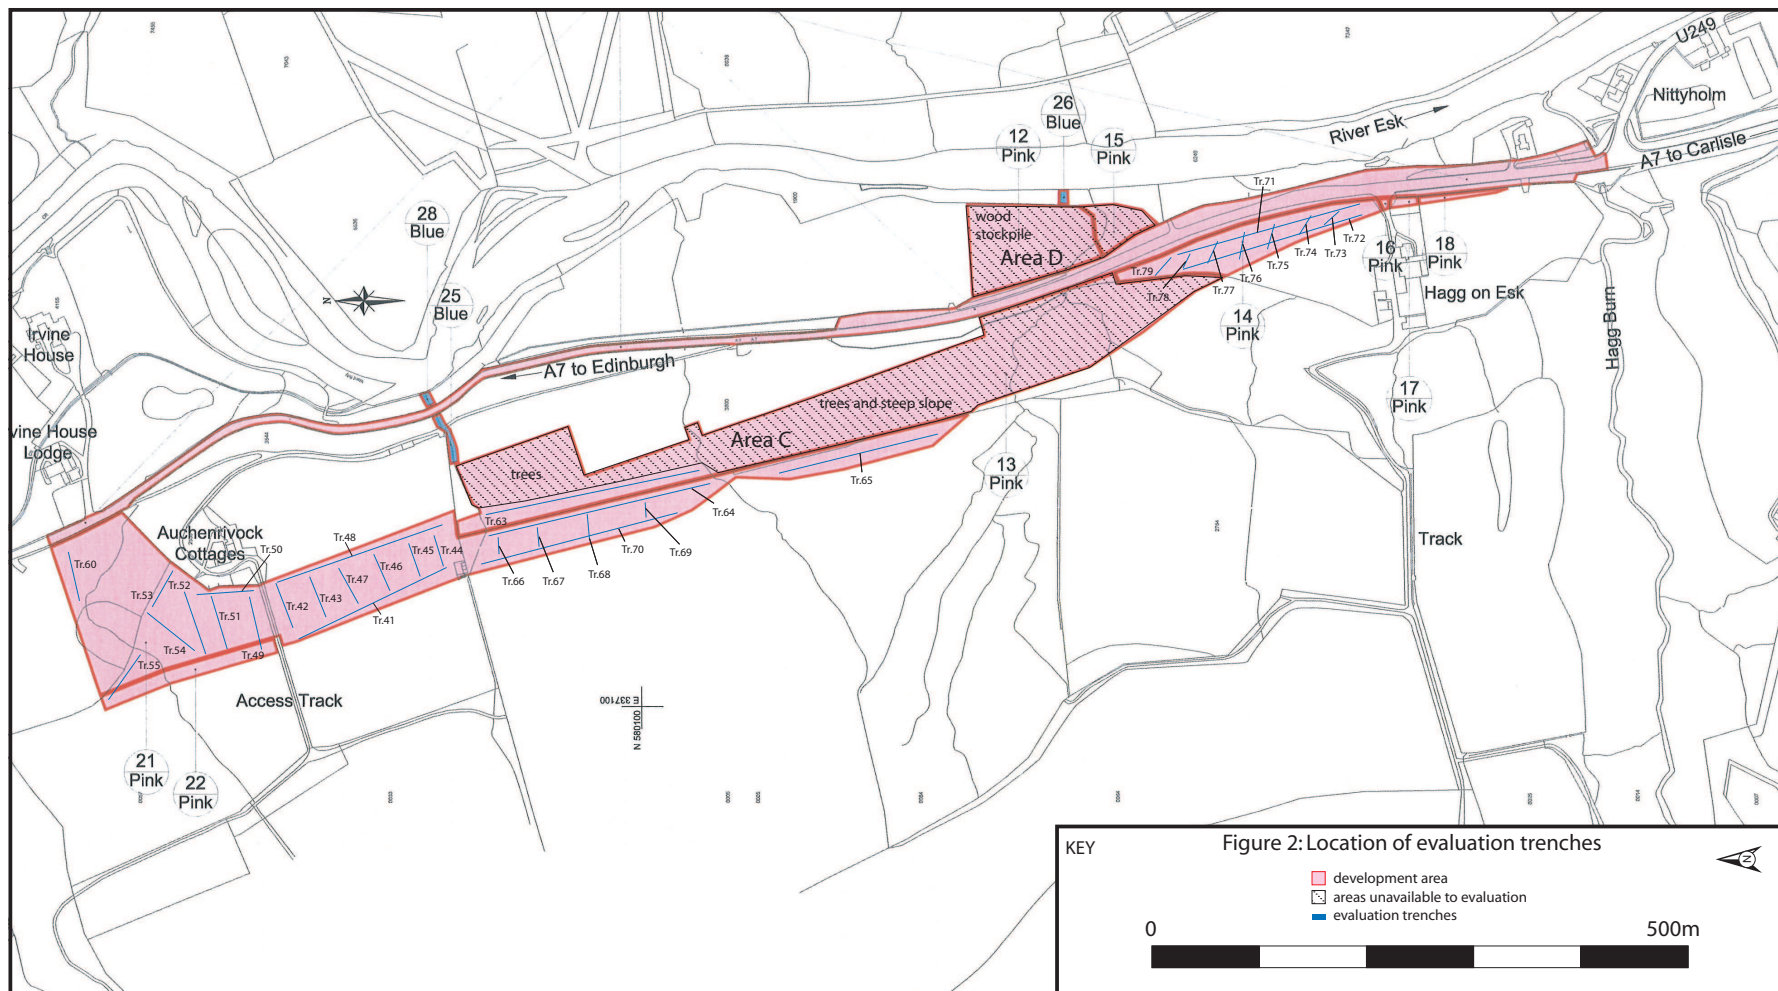 U249
Nittyholm
River Esk
A7 to Carlisle
26
Blue
12
Pink
15
Pink
Tr.71
wood
stockpile
Area D
28
Blue
25
Blue
N
Irvine
House
A7 to Edinburgh
Tr.79
Tr.78
Tr.77
Tr.76
Tr.75
Tr.74
Tr.73
Tr.72
16
Pink
18
Pink
Hagg on Esk
14
Pink
17
Pink
Hagg Burn
trees and steep slope
Area C
trees
vine House
Lodge
13
Pink
Tr.65
Tr.64
Tr.63
Tr.69
Tr.70
Tr.68
Tr.67
Tr.66
Auchenrivock
Cottages
Tr.50
Tr.48
Tr.45
Tr.44
Tr.46
Tr.47
Tr.43
Tr.42
Tr.41
Tr.60
Tr.52
Tr.53
Tr.51
Tr.54
Tr.49
Tr.55
Track
Access Track
E 337100
N 580100
21
Pink
22
Pink
KEY
Figure 2: Location of evaluation trenches
N
development area
areas unavailable to evaluation
evaluation trenches
0
500m